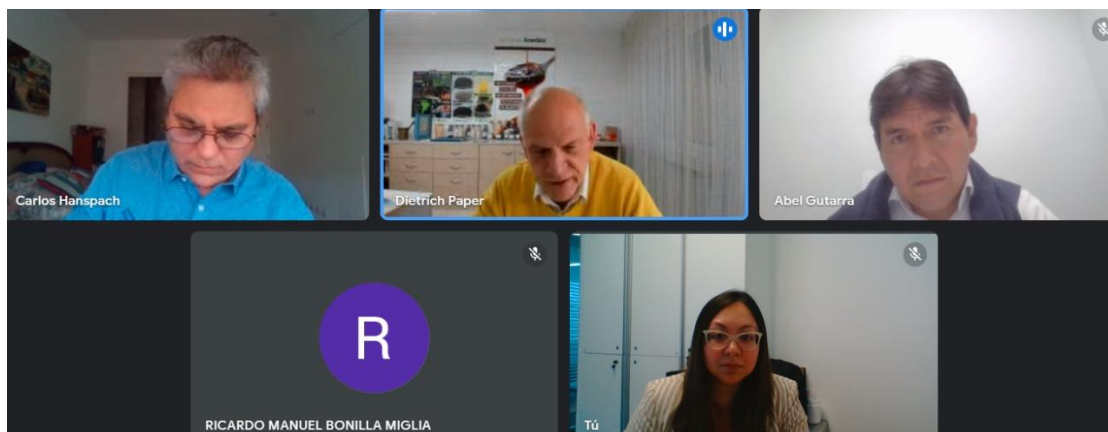 Carlos Hanspach
Dietrich Paper
Abel Gutarra
R
RICARDO MANUEL BONILLA MIGLIA
Tú